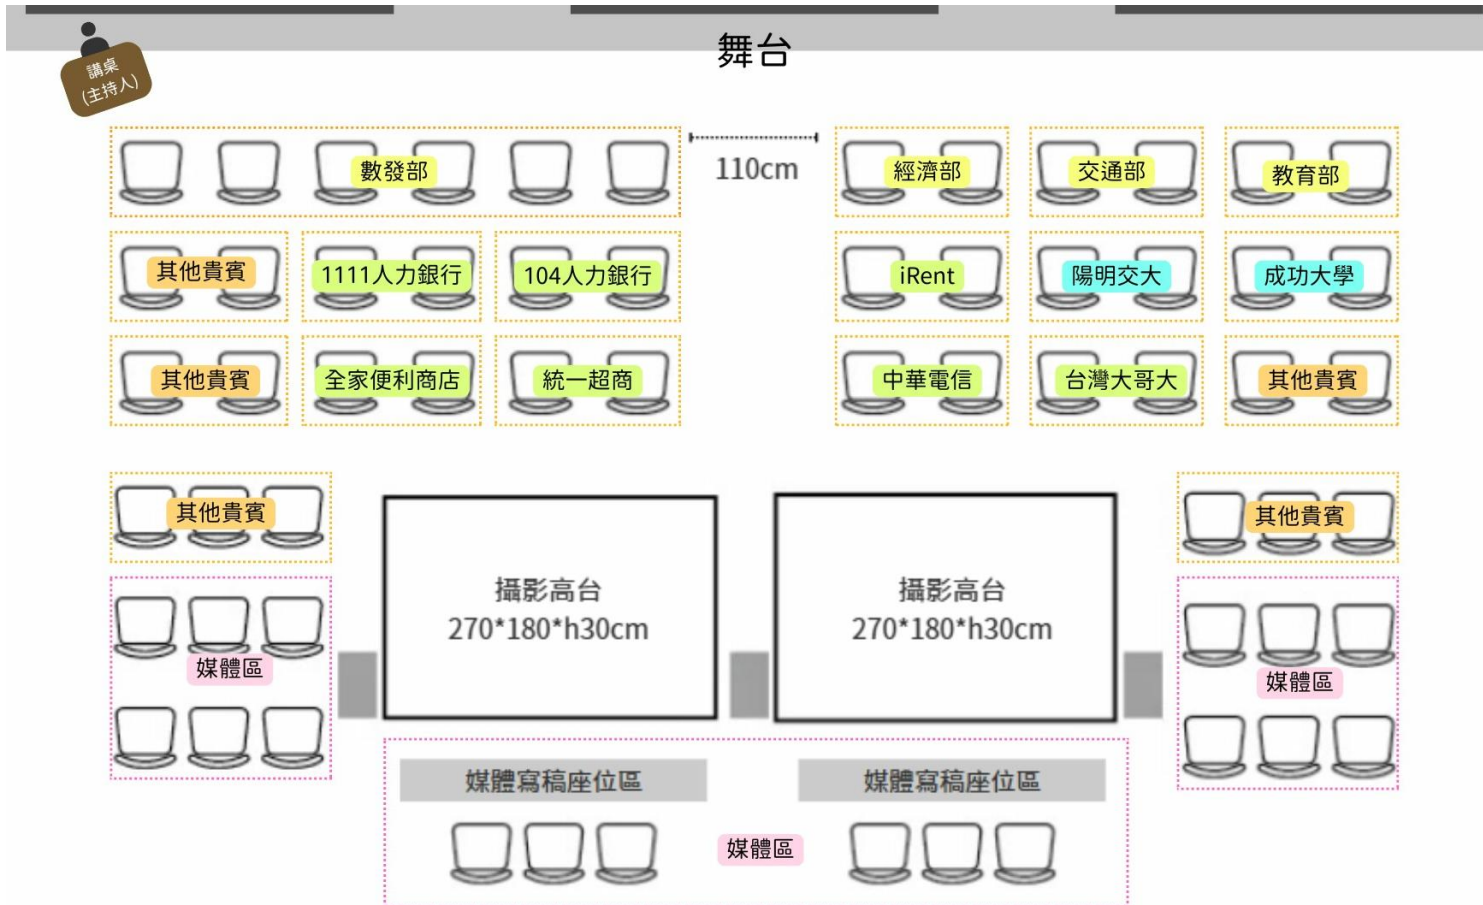 舞台
講桌
(主持人)
數發部
110cm
經濟部
交通部
教育部
其他貴賓
1111人力銀行
104人力銀行
iRent
陽明交大
成功大學
其他貴賓
全家便利商店
統一超商
中華電信
台灣大哥大
其他貴賓
其他貴賓
攝影高台
270*180*h30cm
攝影高台
270*180*h30cm
其他貴賓
媒體區
媒體區
媒體寫稿座位區
媒體寫稿座位區
媒體區